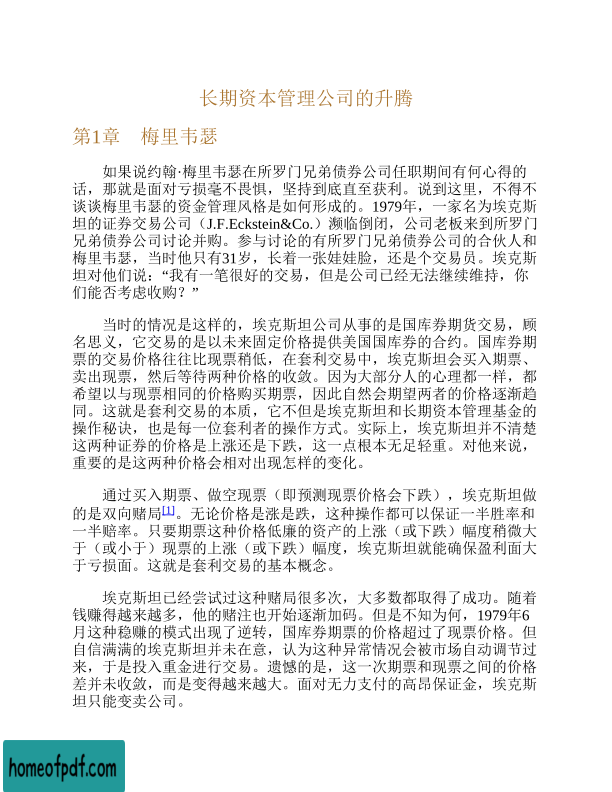 长期资本管理公司的升腾
第1章　梅里韦瑟
如果说约翰·梅里韦瑟在所罗门兄弟债券公司任职期间有何心得的
话，那就是面对亏损毫不畏惧，坚持到底直至获利。说到这里，不得不
谈谈梅里韦瑟的资金管理风格是如何形成的。1979年，一家名为埃克斯
坦的证券交易公司（J.F.Eckstein&Co.）濒临倒闭，公司老板来到所罗门
兄弟债券公司讨论并购。参与讨论的有所罗门兄弟债券公司的合伙人和
梅里韦瑟，当时他只有31岁，长着一张娃娃脸，还是个交易员。埃克斯
坦对他们说：“我有一笔很好的交易，但是公司已经无法继续维持，你
们能否考虑收购？”
当时的情况是这样的，埃克斯坦公司从事的是国库券期货交易，顾
名思义，它交易的是以未来固定价格提供美国国库券的合约。国库券期
票的交易价格往往比现票稍低，在套利交易中，埃克斯坦会买入期票、
卖出现票，然后等待两种价格的收敛。因为大部分人的心理都一样，都
希望以与现票相同的价格购买期票，因此自然会期望两者的价格逐渐趋
同。这就是套利交易的本质，它不但是埃克斯坦和长期资本管理基金的
操作秘诀，也是每一位套利者的操作方式。实际上，埃克斯坦并不清楚
这两种证券的价格是上涨还是下跌，这一点根本无足轻重。对他来说，
重要的是这两种价格会相对出现怎样的变化。
通过买入期票、做空现票（即预测现票价格会下跌），埃克斯坦做
的是双向赌局[1]。无论价格是涨是跌，这种操作都可以保证一半胜率和
一半赔率。只要期票这种价格低廉的资产的上涨（或下跌）幅度稍微大
于（或小于）现票的上涨（或下跌）幅度，埃克斯坦就能确保盈利面大
于亏损面。这就是套利交易的基本概念。
埃克斯坦已经尝试过这种赌局很多次，大多数都取得了成功。随着
钱赚得越来越多，他的赌注也开始逐渐加码。但是不知为何，1979年6
月这种稳赚的模式出现了逆转，国库券期票的价格超过了现票价格。但
自信满满的埃克斯坦并未在意，认为这种异常情况会被市场自动调节过
来，于是投入重金进行交易。遗憾的是，这一次期票和现票之间的价格
差并未收敛，而是变得越来越大。面对无力支付的高昂保证金，埃克斯
坦只能变卖公司。
homeofpdf.com